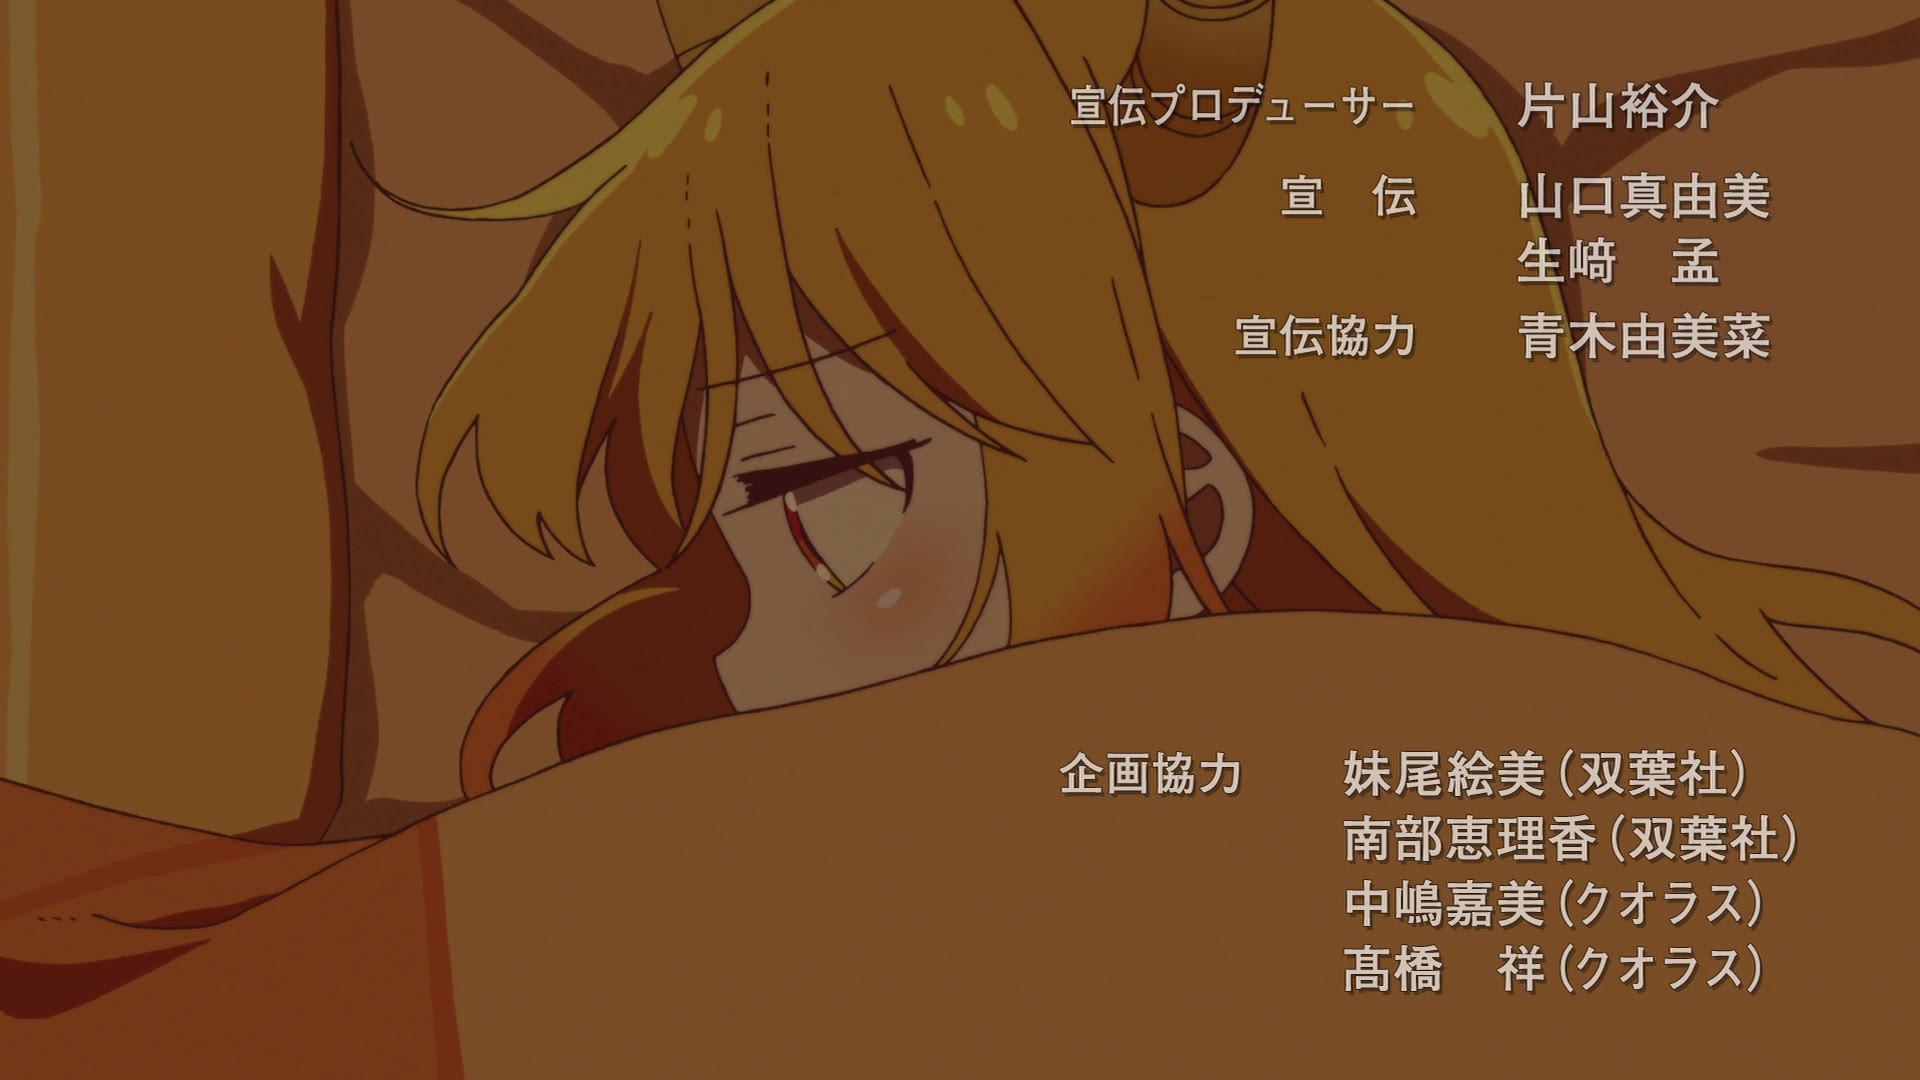 宣伝プロデューサー　片山裕介
宣　伝　山口真由美
生﨑　孟
宣伝協力　青木由美菜
企画協力　妹尾絵美(双葉社)
南部恵理香(双葉社)
中嶋嘉美(クオラス)
髙橋　祥(クオラス)